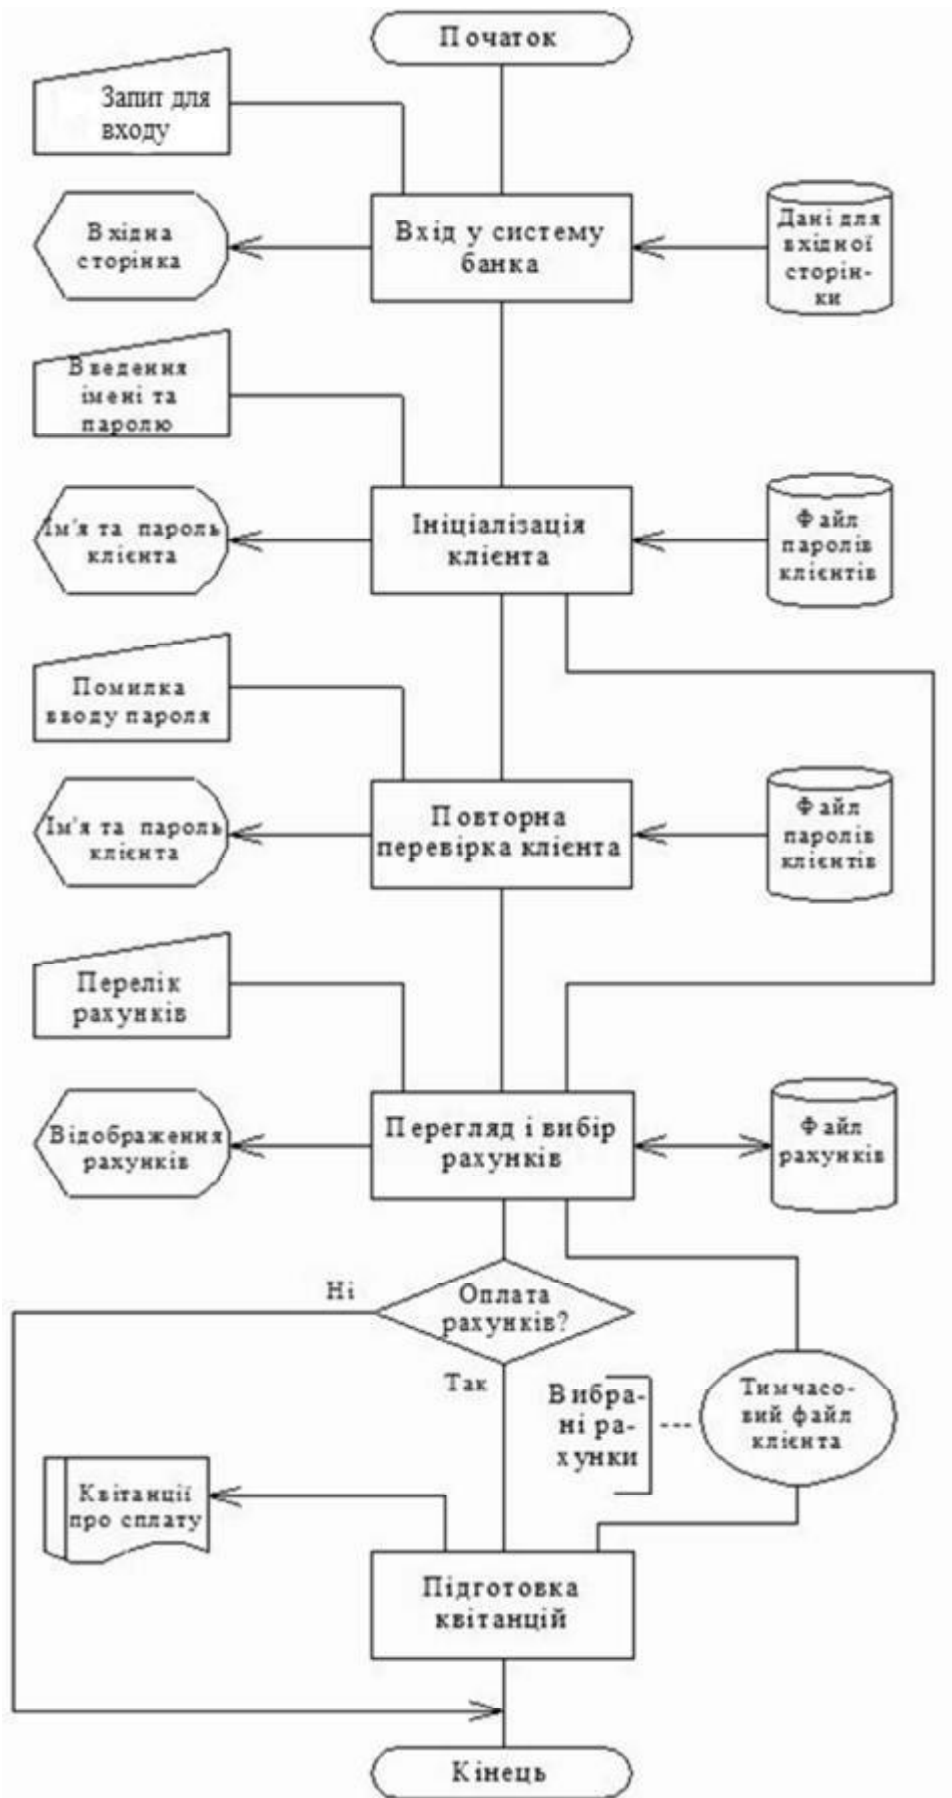 Початок
Запит для
входу
Вхідна
сторінка
Вхід у систему
банка
Дані для
вхідної
сторін-
ки
Введення
імені та
паролю
Ім'я та пароль
клієнта
Ініціалізація
клієнта
Файл
паролів
клієнтів
Помилка
вводу пароля
Ім'я та пароль
клієнта
Повторна
перевірка клієнта
Файл
паролів
клієнтів
Перелік
рахунків
Відображення
рахунків
Перегляд і вибір
рахунків
Файл
рахунків
Ні
Оплата
рахунків?
Так
Вибра-
ні ра-
хунки
Тимчасо-
вий файл
клієнта
Квітанції
про сплату
Підготовка
квітанцій
Кінець